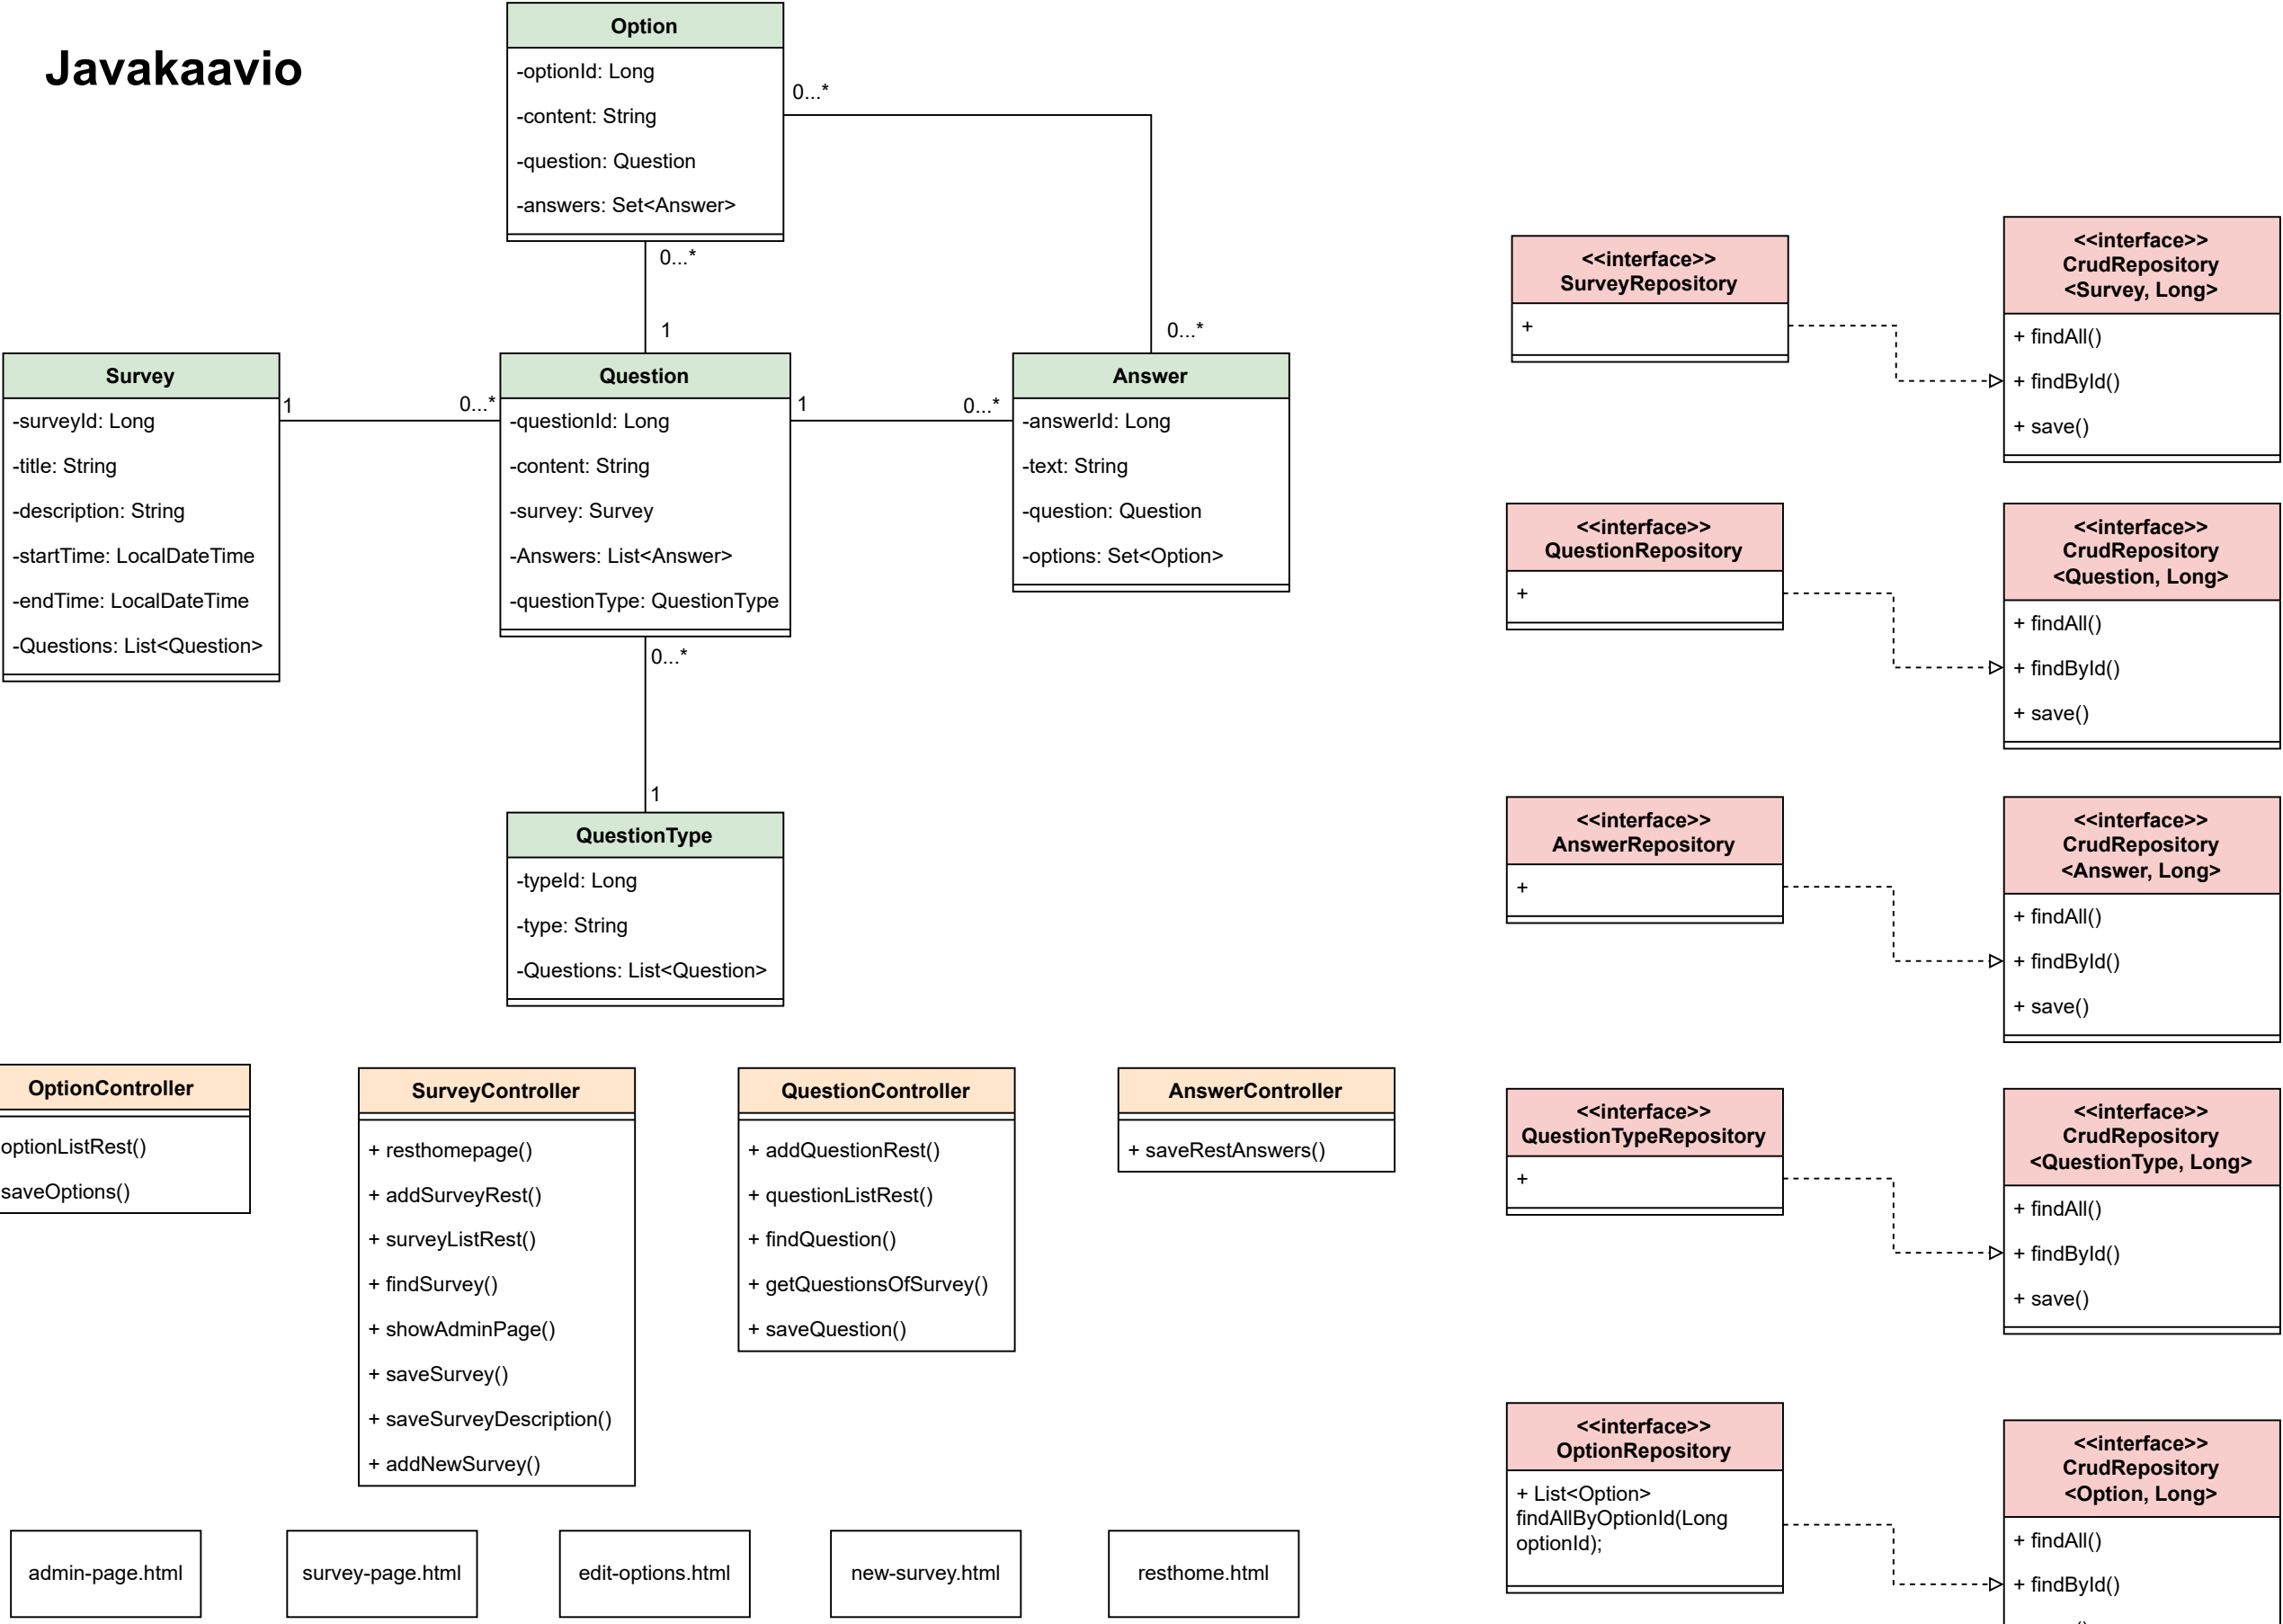 Javakaavio
Option
-optionId: Long
-content: String
-question: Question
-answers: Set<Answer>
0...*
0...*
1
0...*
Survey
-surveyId: Long
-title: String
-description: String
-startTime: LocalDateTime
-endTime: LocalDateTime
-Questions: List<Question>
1
0...*
Question
-questionId: Long
-content: String
-survey: Survey
-Answers: List<Answer>
-questionType: QuestionType
1
0...*
Answer
-answerId: Long
-text: String
-question: Question
-options: Set<Option>
0...*
1
QuestionType
-typeId: Long
-type: String
-Questions: List<Question>
OptionController
optionListRest()
saveOptions()
SurveyController
+ resthomepage()
+ addSurveyRest()
+ surveyListRest()
+ findSurvey()
+ showAdminPage()
+ saveSurvey()
+ saveSurveyDescription()
+ addNewSurvey()
QuestionController
+ addQuestionRest()
+ questionListRest()
+ findQuestion()
+ getQuestionsOfSurvey()
+ saveQuestion()
AnswerController
+ saveRestAnswers()
admin-page.html
survey-page.html
edit-options.html
new-survey.html
resthome.html
<<interface>>
SurveyRepository
+
<<interface>>
CrudRepository
<Survey, Long>
+ findAll()
+ findById()
+ save()
<<interface>>
QuestionRepository
+
<<interface>>
CrudRepository
<Question, Long>
+ findAll()
+ findById()
+ save()
<<interface>>
AnswerRepository
+
<<interface>>
CrudRepository
<Answer, Long>
+ findAll()
+ findById()
+ save()
<<interface>>
QuestionTypeRepository
+
<<interface>>
CrudRepository
<QuestionType, Long>
+ findAll()
+ findById()
+ save()
<<interface>>
OptionRepository
+ List<Option>
findAllByOptionId(Long
optionId);
<<interface>>
CrudRepository
<Option, Long>
+ findAll()
+ findById()